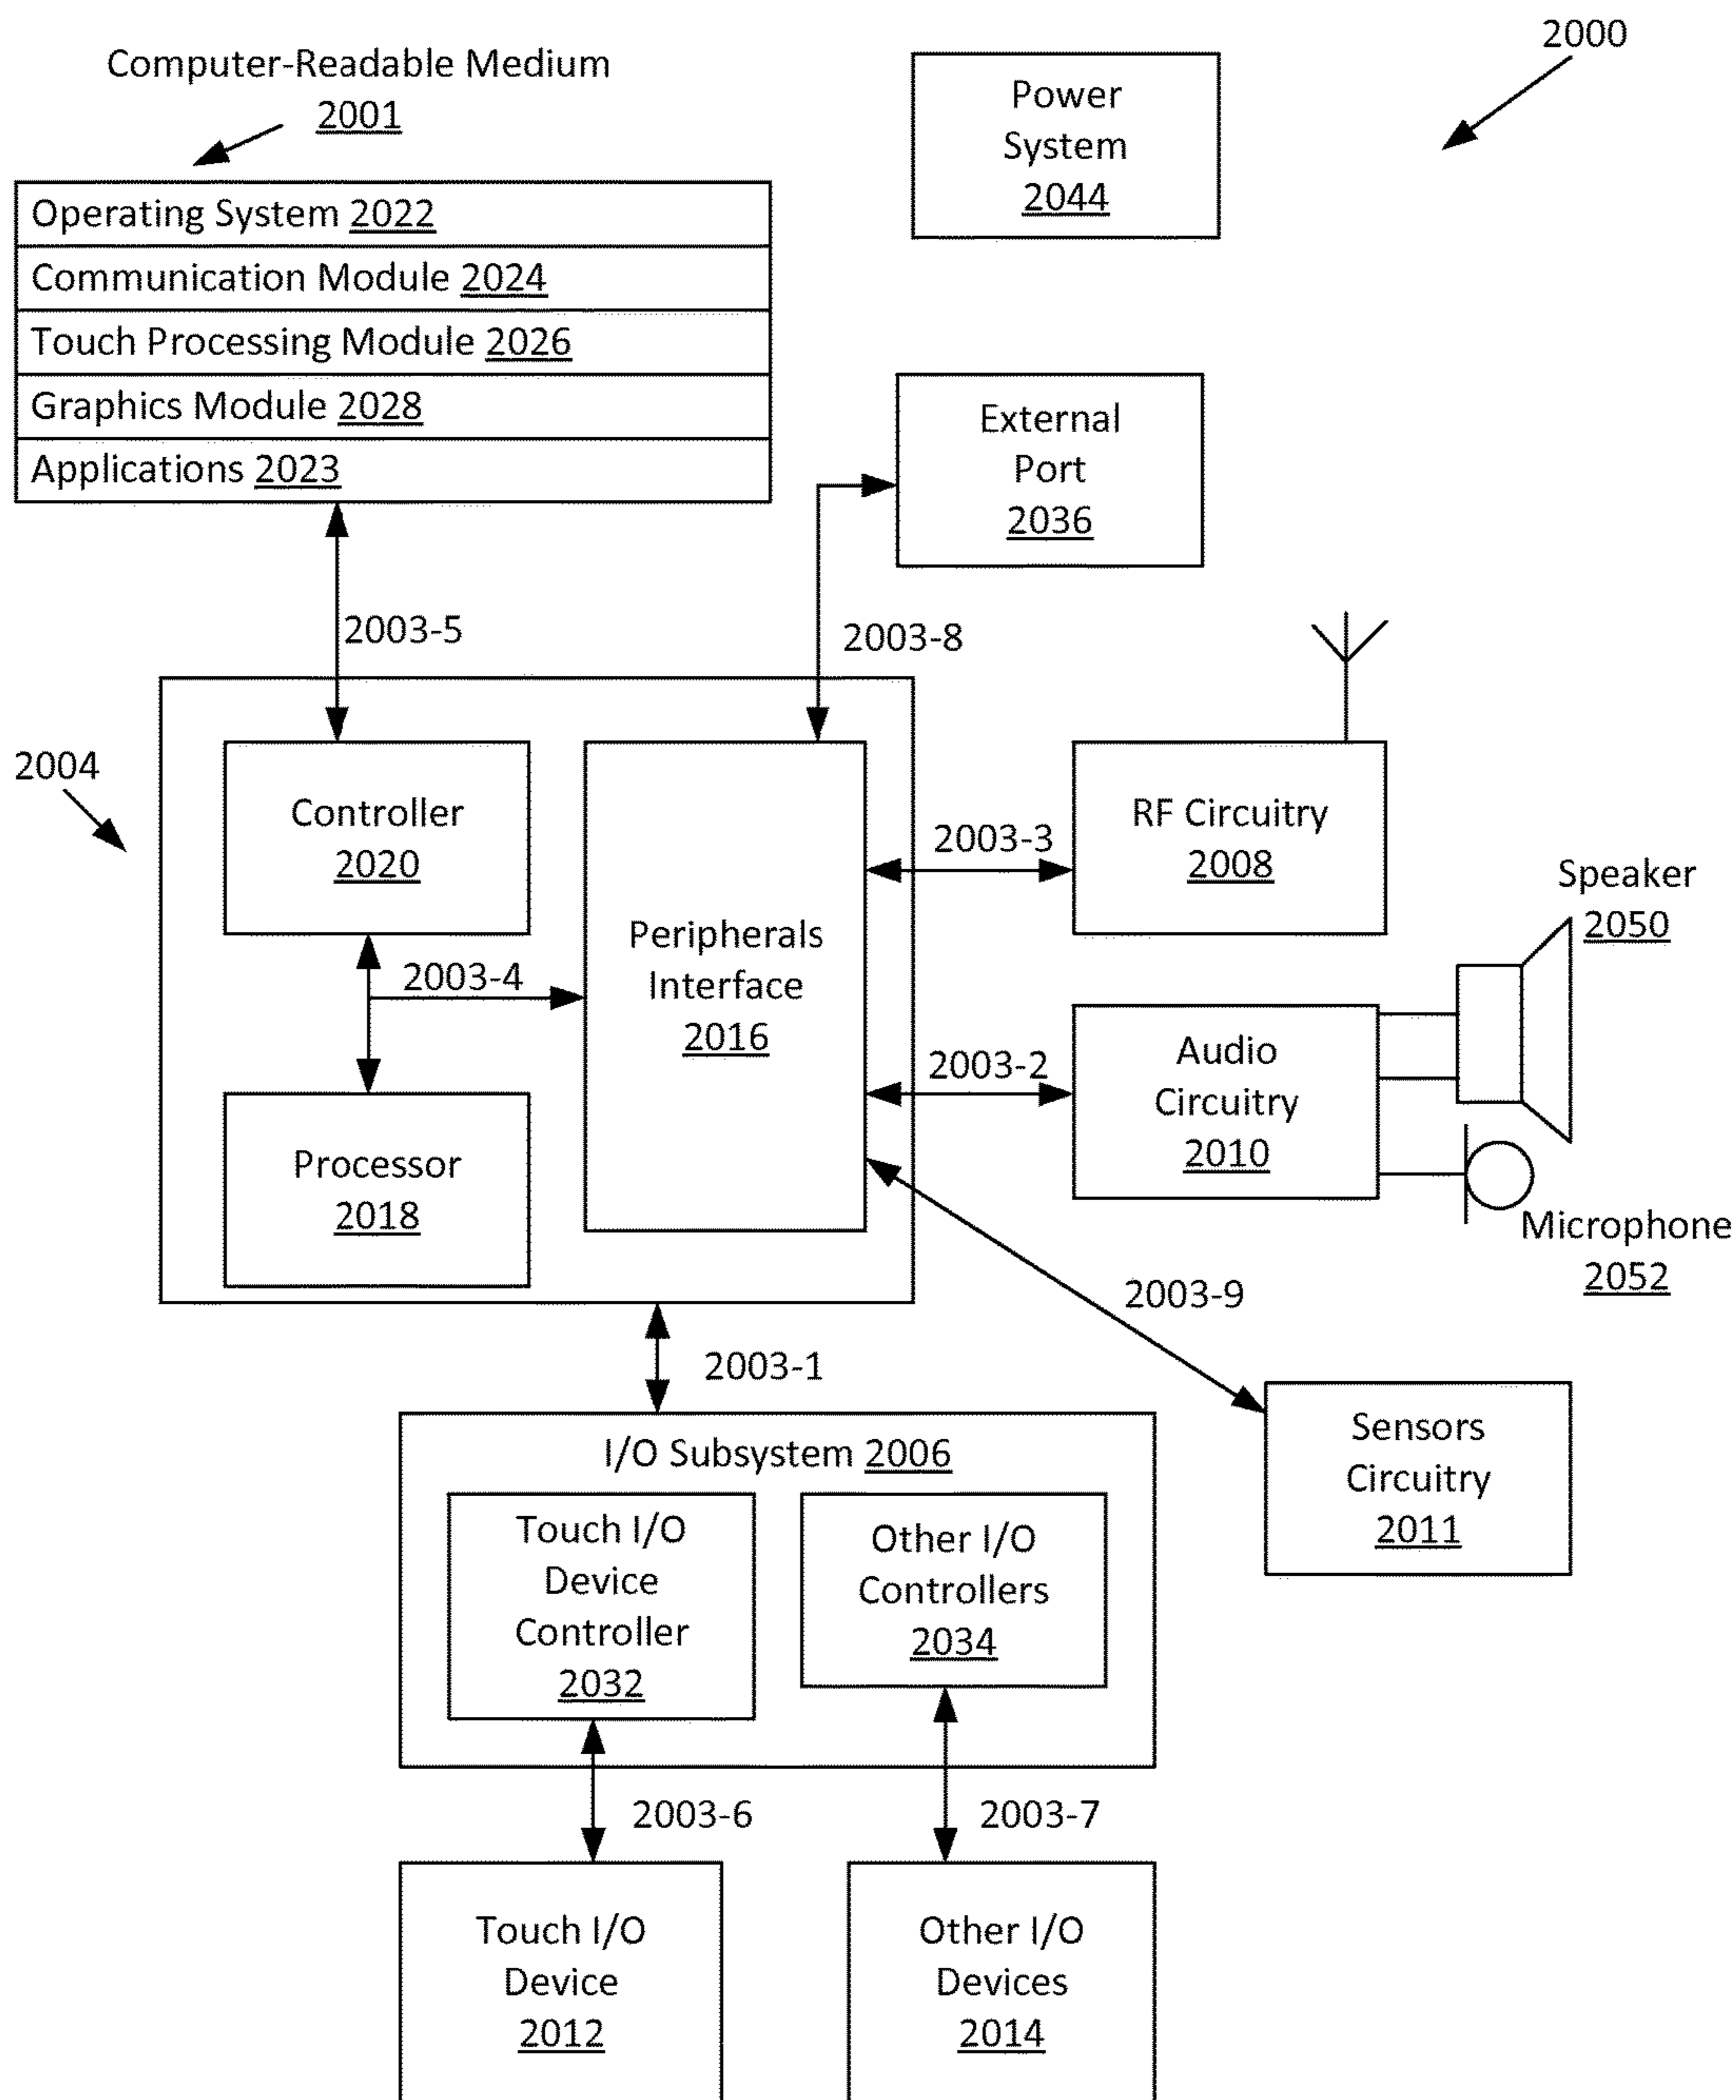 2000
Computer-Readable Medium
2001
Power
System
2044
Operating System 2022
Communication Module 2024
Touch Processing Module 2026
Graphics Module 2028
Applications 2023
External
Port
2036
2003-5
2003-8
2004
Controller
2020
Peripherals
Interface
2016
2003-4
Processor
2018
2003-3
RF Circuitry
2008
Speaker
2050
2003-2
Audio
Circuitry
2010
Microphone
2052
2003-9
2003-1
Sensors
Circuitry
2011
I/O Subsystem 2006
Touch I/O
Device
Controller
2032
Other I/O
Controllers
2034
2003-6
2003-7
Touch I/O
Device
2012
Other I/O
Devices
2014